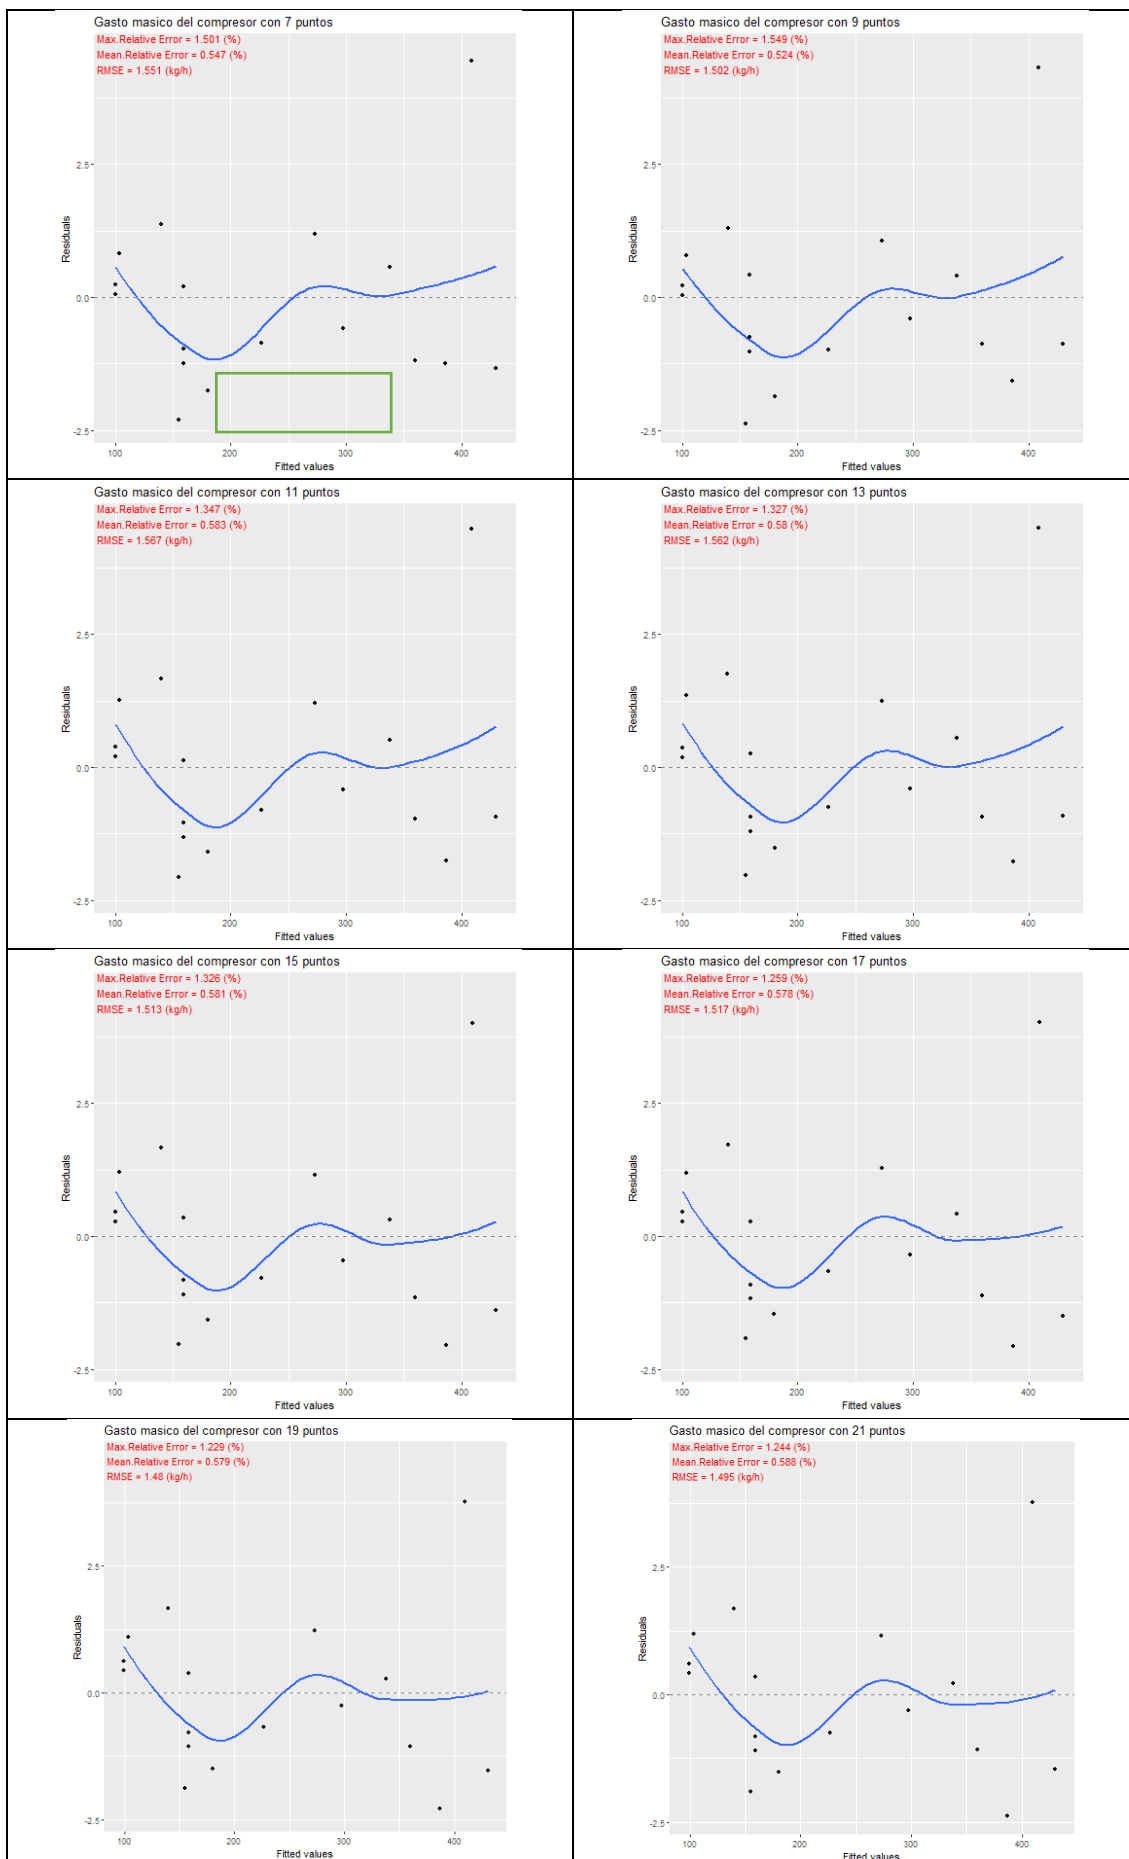 Gasto masico del compresor con 7 puntos
Max.Relative Error = 1.501 (%)
Mean.Relative Error = 0.547 (%)
RMSE = 1.551 (kg/h)
2.5
0.0
-2.5
Residuals
100 200 300 400
Fitted values
Gasto masico del compresor con 9 puntos
Max.Relative Error = 1.549 (%)
Mean.Relative Error = 0.524 (%)
RMSE = 1.502 (kg/h)
2.5
0.0
-2.5
Residuals
100 200 300 400
Fitted values
Gasto masico del compresor con 11 puntos
Max.Relative Error = 1.347 (%)
Mean.Relative Error = 0.583 (%)
RMSE = 1.567 (kg/h)
2.5
0.0
-2.5
Residuals
100 200 300 400
Fitted values
Gasto masico del compresor con 13 puntos
Max.Relative Error = 1.327 (%)
Mean.Relative Error = 0.58 (%)
RMSE = 1.562 (kg/h)
2.5
0.0
-2.5
Residuals
100 200 300 400
Fitted values
Gasto masico del compresor con 15 puntos
Max.Relative Error = 1.326 (%)
Mean.Relative Error = 0.581 (%)
RMSE = 1.513 (kg/h)
2.5
0.0
-2.5
Residuals
100 200 300 400
Fitted values
Gasto masico del compresor con 17 puntos
Max.Relative Error = 1.259 (%)
Mean.Relative Error = 0.578 (%)
RMSE = 1.517 (kg/h)
2.5
0.0
-2.5
Residuals
100 200 300 400
Fitted values
Gasto masico del compresor con 19 puntos
Max.Relative Error = 1.229 (%)
Mean.Relative Error = 0.579 (%)
RMSE = 1.48 (kg/h)
2.5
0.0
-2.5
Residuals
100 200 300 400
Fitted values
Gasto masico del compresor con 21 puntos
Max.Relative Error = 1.244 (%)
Mean.Relative Error = 0.588 (%)
RMSE = 1.495 (kg/h)
2.5
0.0
-2.5
Residuals
100 200 300 400
Fitted values